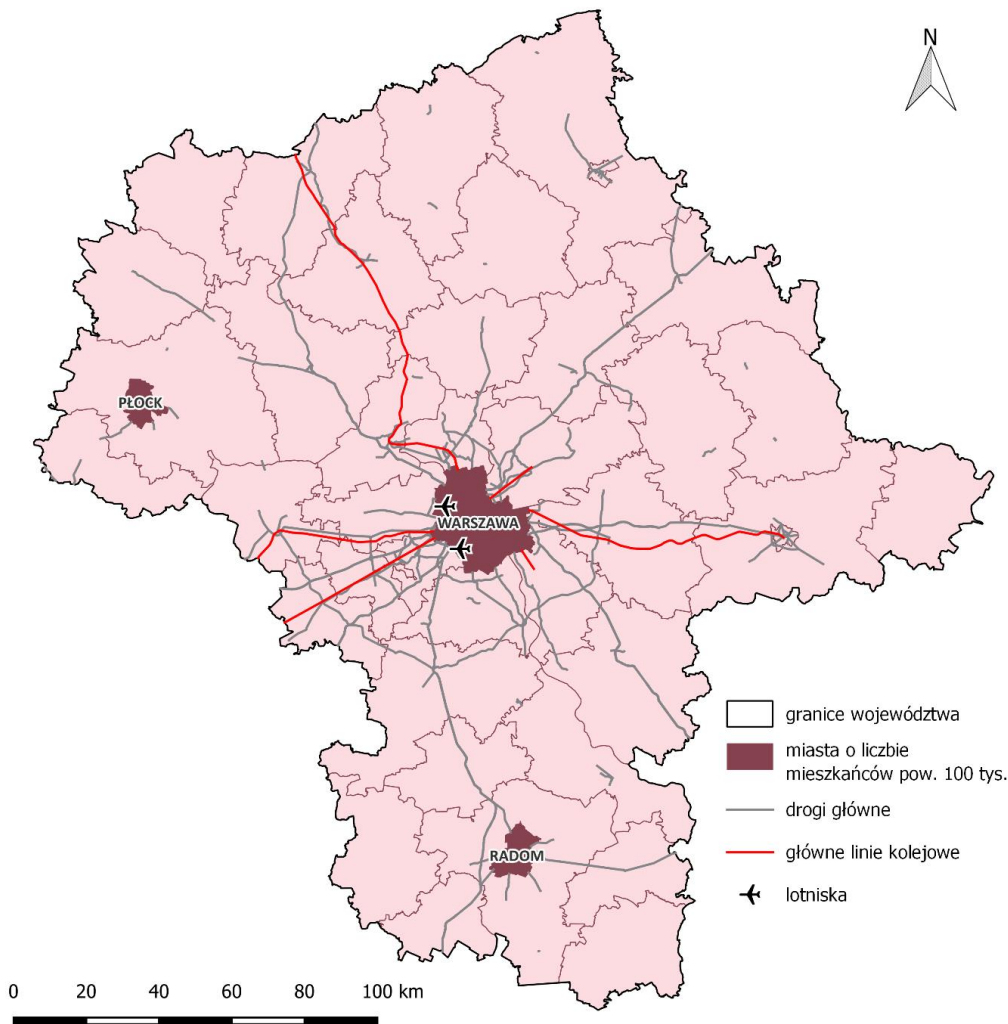 N
PŁOCK
WARSZAWA
RADOM
granice województwa
miasta o liczbie
mieszkańców pow. 100 tys.
drogi główne
główne linie kolejowe
lotniska
0 20 40 60 80 100 km